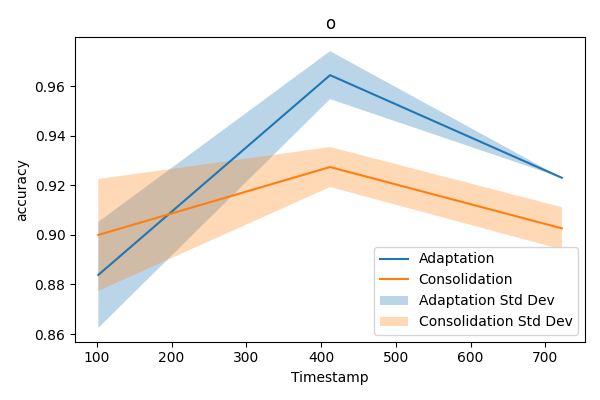 o
accuracy
0.96
0.94
0.92
0.90
0.88
0.86
100 200 300 400 500 600 700
Timestamp
Adaptation
Consolidation
Adaptation Std Dev
Consolidation Std Dev